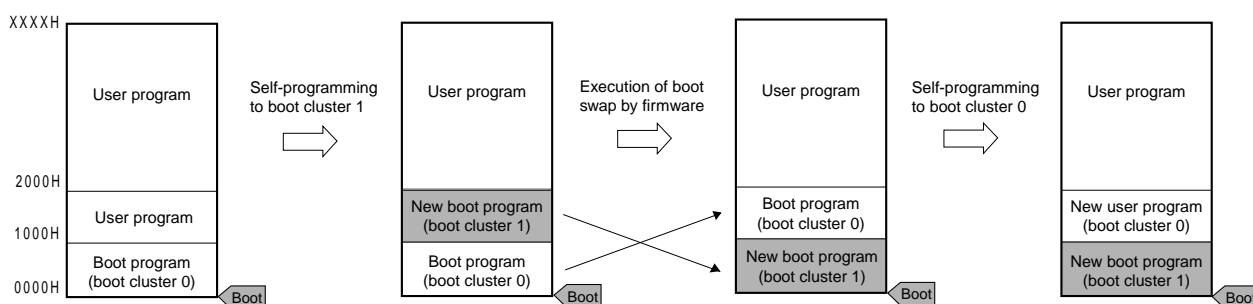 XXXXH
User program
Self-programming
to boot cluster 1
User program
Execution of boot
swap by firmware
User program
Self-programming
to boot cluster 0
User program
2000H
User program
1000H
Boot program
(boot cluster 0)
0000H
Boot
New boot program
(boot cluster 1)
Boot program
(boot cluster 0)
Boot
Boot program
(boot cluster 0)
New boot program
(boot cluster 1)
Boot
New user program
(boot cluster 0)
New boot program
(boot cluster 1)
Boot